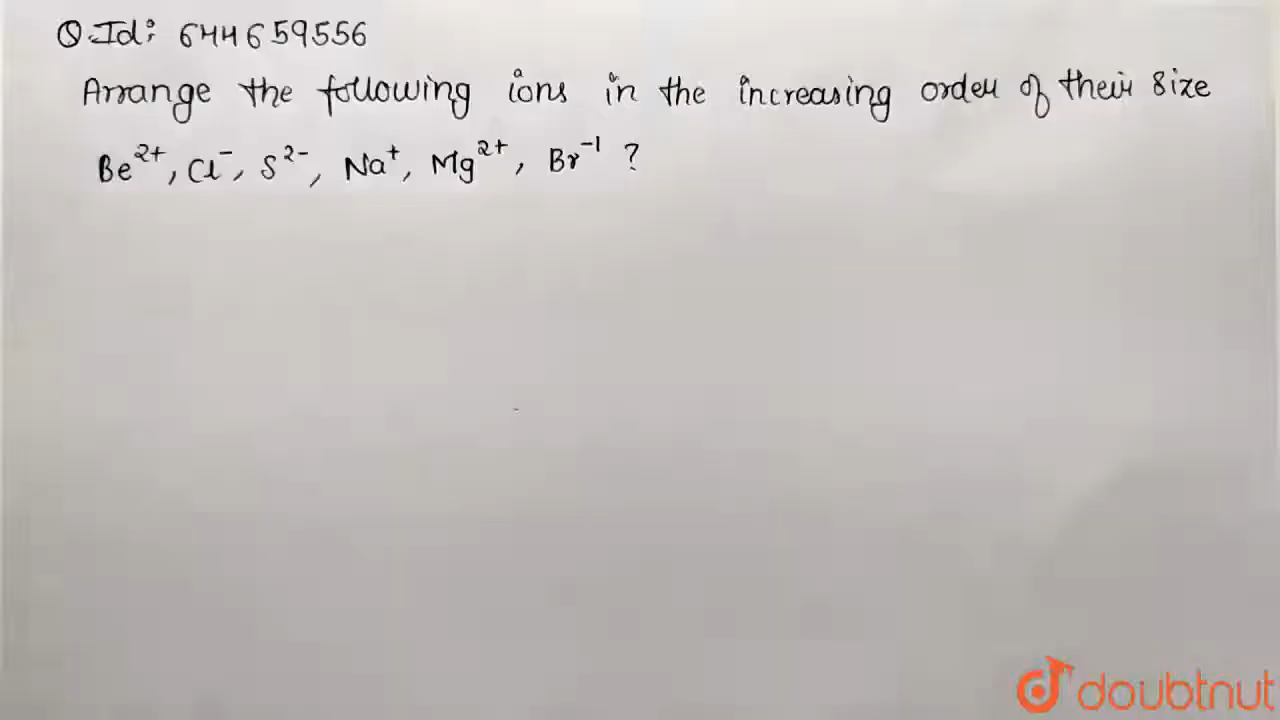 Q.Id: 644659556
Arrange the following ions in the increasing order of their size
Be²⁺, Cl⁻, S²⁻, Na⁺, Mg²⁺, Br⁻¹ ?
doubtnut